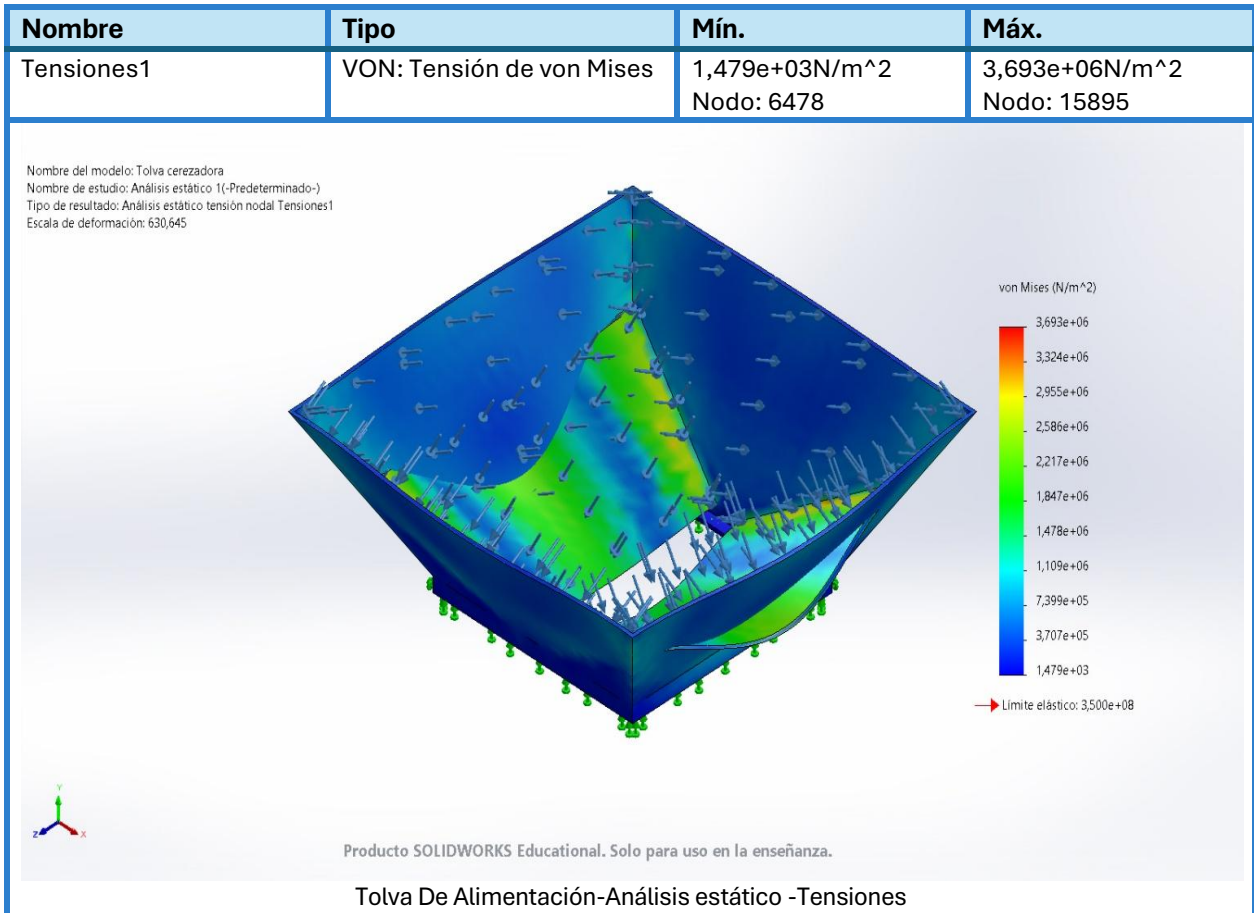 Nombre Tipo Mín. Máx.
Tensiones1 VON: Tensión de von Mises 1,479e+03N/m^2 3,693e+06N/m^2
Nodo: 6478 Nodo: 15895
Nombre del modelo: Tolva cerezadora
Nombre de estudio: Análisis estático 1(-Predeterminado-)
Tipo de resultado: Análisis estático tensión nodal Tensiones1
Escala de deformación: 630,645
von Mises (N/m^2)
3,693e+06
3,324e+06
2,955e+06
2,586e+06
2,217e+06
1,847e+06
1,478e+06
1,109e+06
7,399e+05
3,707e+05
1,479e+03
Límite elástico: 3,500e+08
Y
Z X
Producto SOLIDWORKS Educational. Solo para uso en la enseñanza.
Tolva De Alimentación-Análisis estático -Tensiones